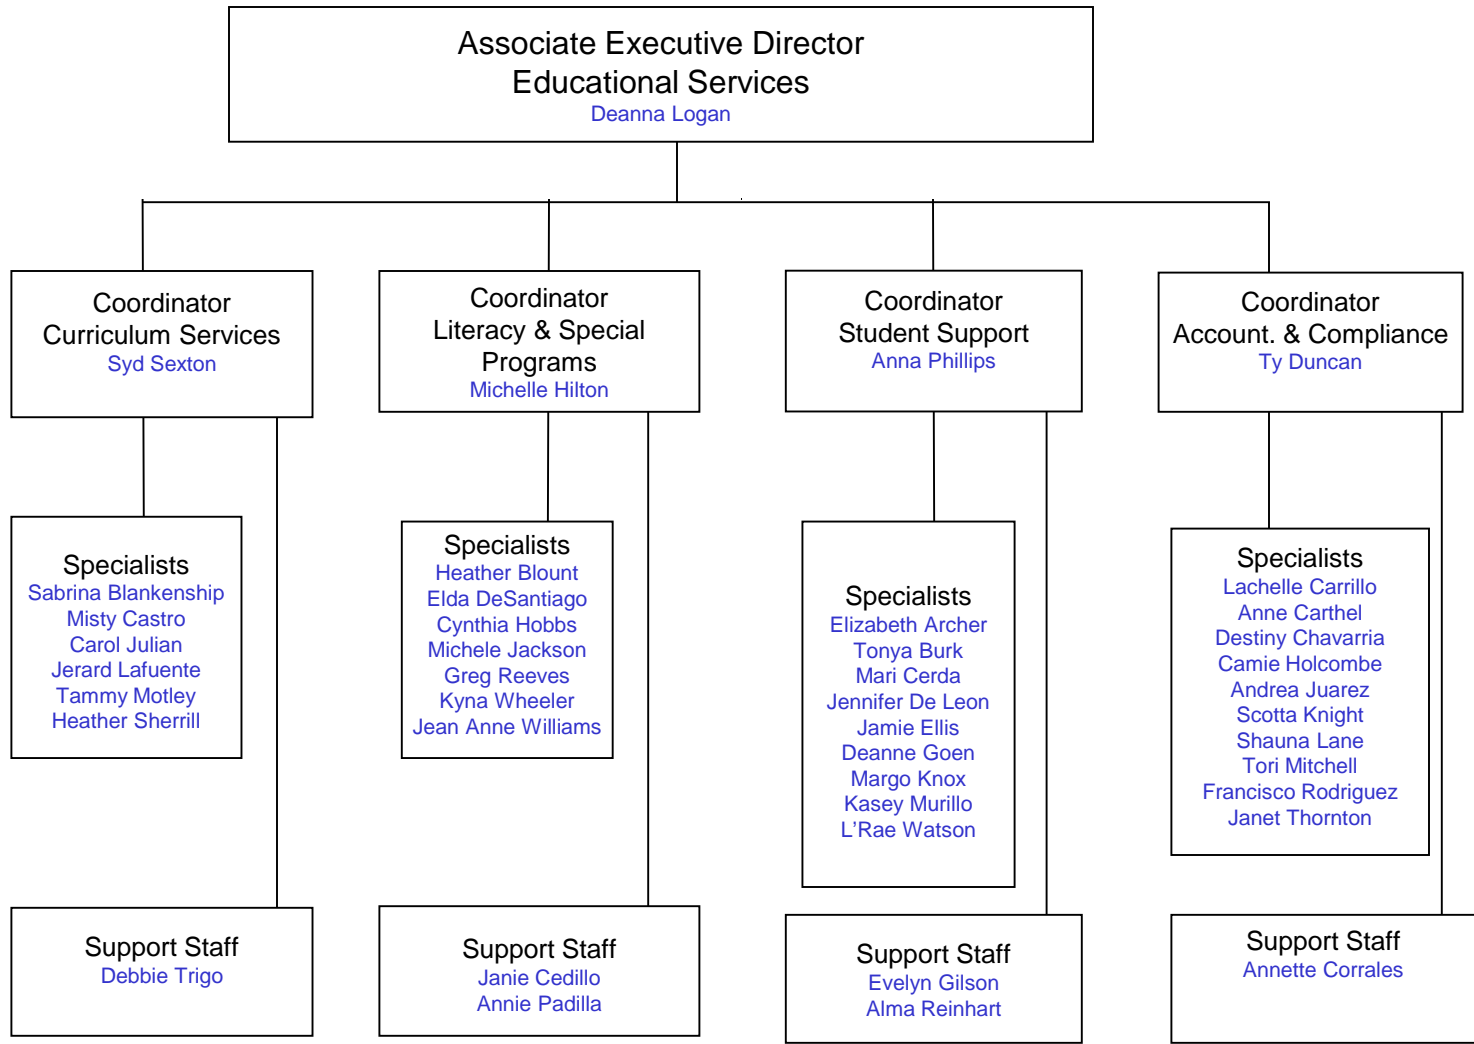 Associate Executive Director
Educational Services
Deanna Logan
Coordinator
Curriculum Services
Syd Sexton
Coordinator
Literacy & Special
Programs
Michelle Hilton
Coordinator
Student Support
Anna Phillips
Coordinator
Account. & Compliance
Ty Duncan
Specialists
Sabrina Blankenship
Misty Castro
Carol Julian
Jerard Lafuente
Tammy Motley
Heather Sherrill
Specialists
Heather Blount
Elda DeSantiago
Cynthia Hobbs
Michele Jackson
Greg Reeves
Kyna Wheeler
Jean Anne Williams
Specialists
Elizabeth Archer
Tonya Burk
Mari Cerda
Jennifer De Leon
Jamie Ellis
Deanne Goen
Margo Knox
Kasey Murillo
L’Rae Watson
Specialists
Lachelle Carrillo
Anne Carthel
Destiny Chavarria
Camie Holcombe
Andrea Juarez
Scotta Knight
Shauna Lane
Tori Mitchell
Francisco Rodriguez
Janet Thornton
Support Staff
Debbie Trigo
Support Staff
Janie Cedillo
Annie Padilla
Support Staff
Evelyn Gilson
Alma Reinhart
Support Staff
Annette Corrales